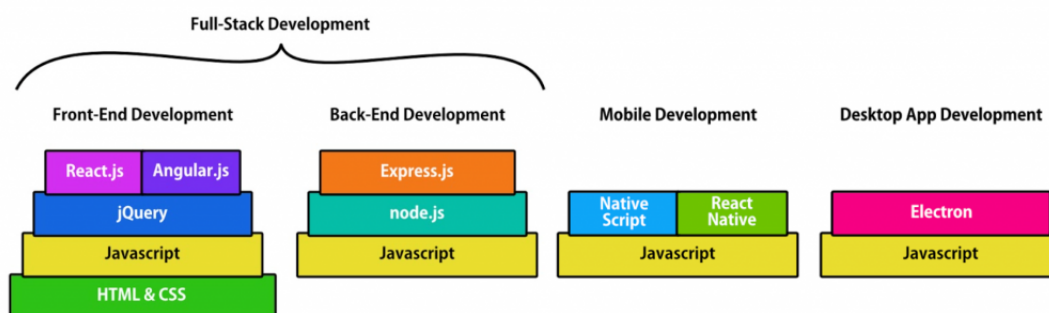 Full-Stack Development
Front-End Development
Back-End Development
Mobile Development
Desktop App Development
React.js
Angular.js
Express.js
jQuery
node.js
Native
Script
React
Native
Electron
Javascript
Javascript
Javascript
Javascript
HTML & CSS